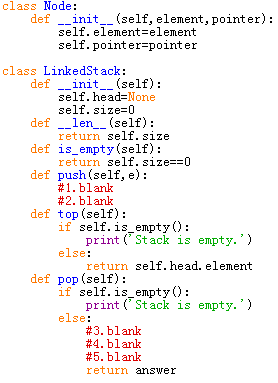 class Node:
    def __init__(self,element,pointer):
        self.element=element
        self.pointer=pointer

class LinkedStack:
    def __init__(self):
        self.head=None
        self.size=0
    def __len__(self):
        return self.size
    def is_empty(self):
        return self.size==0
    def push(self,e):
        #1.blank
        #2.blank
    def top(self):
        if self.is_empty():
            print('Stack is empty.')
        else:
            return self.head.element
    def pop(self):
        if self.is_empty():
            print('Stack is empty.')
        else:
            #3.blank
            #4.blank
            #5.blank
            return answer